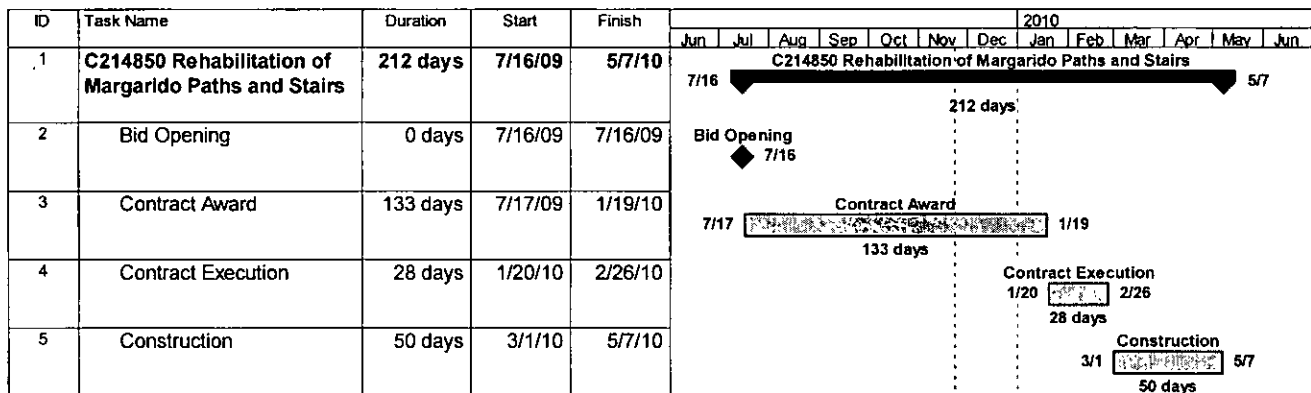 ID Task Name Duration Start Finish 2010
Jun Jul Aug Sep Oct Nov Dec Jan Feb Mar Apr May Jun
1 C214850 Rehabilitation of Margarido Paths and Stairs 212 days 7/16/09 5/7/10
C214850 Rehabilitation of Margarido Paths and Stairs
7/16 5/7
212 days
2 Bid Opening 0 days 7/16/09 7/16/09
Bid Opening
7/16
3 Contract Award 133 days 7/17/09 1/19/10
Contract Award
7/17 1/19
133 days
4 Contract Execution 28 days 1/20/10 2/26/10
Contract Execution
1/20 2/26
28 days
5 Construction 50 days 3/1/10 5/7/10
Construction
3/1 5/7
50 days